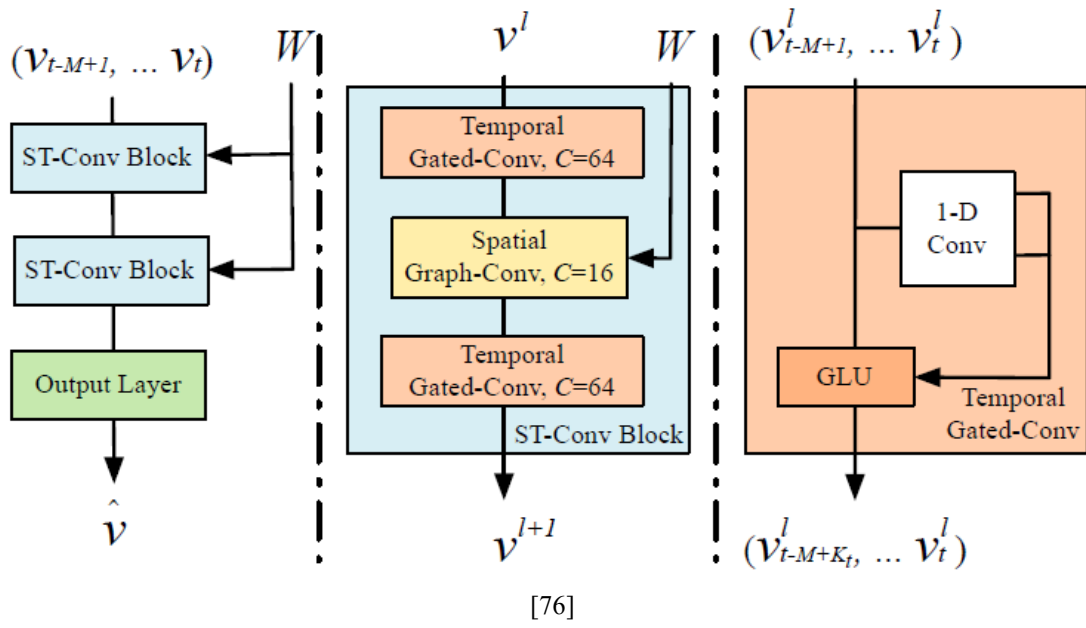 (v_{t-M+1}, ... v_t)
W
ST-Conv Block
ST-Conv Block
Output Layer
v̂
v^l
W
Temporal
Gated-Conv, C=64
Spatial
Graph-Conv, C=16
Temporal
Gated-Conv, C=64
ST-Conv Block
v^{l+1}
(v^l_{t-M+1}, ... v^l_t)
1-D
Conv
GLU
Temporal
Gated-Conv
(v^l_{t-M+K_t}, ... v^l_t)
[76]